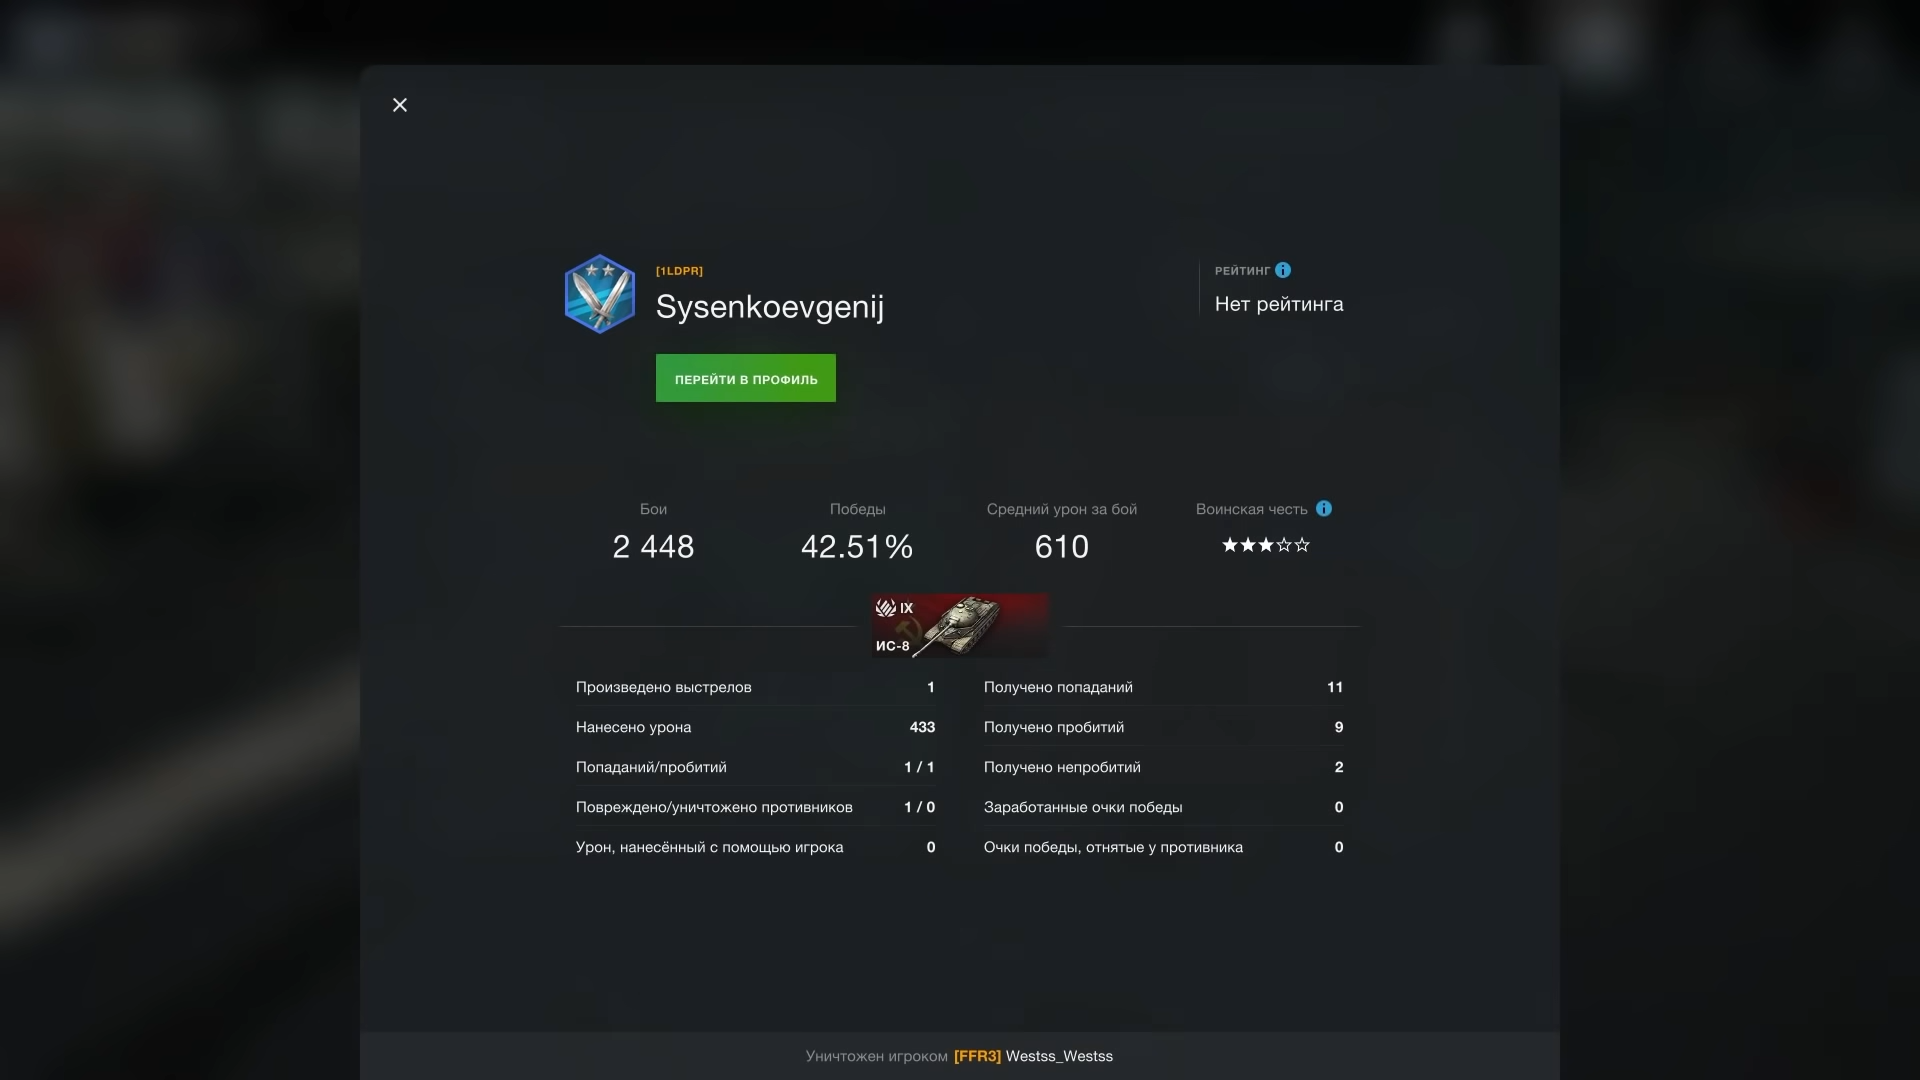 [1LDPR]
Sysenkoevgenij
РЕЙТИНГ
Нет рейтинга
ПЕРЕЙТИ В ПРОФИЛЬ
Бои
Победы
Средний урон за бой
Воинская честь
2 448
42.51%
610
IX
ИС-8
Произведено выстрелов 1
Нанесено урона 433
Попаданий/пробитий 1 / 1
Повреждено/уничтожено противников 1 / 0
Урон, нанесённый с помощью игрока 0
Получено попаданий 11
Получено пробитий 9
Получено непробитий 2
Заработанные очки победы 0
Очки победы, отнятые у противника 0
Уничтожен игроком [FFR3] Westss_Westss